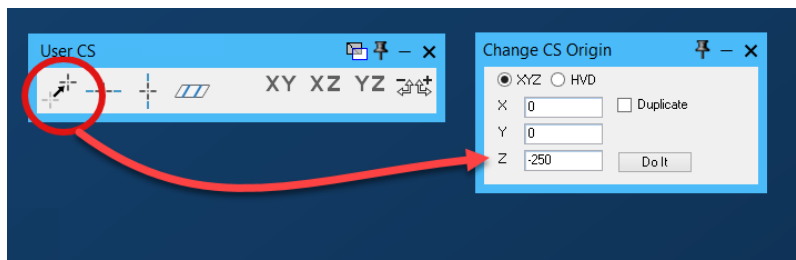 User CS
XY XZ YZ
Change CS Origin
XYZ HVD
X 0 Duplicate
Y 0
Z -250 Do It